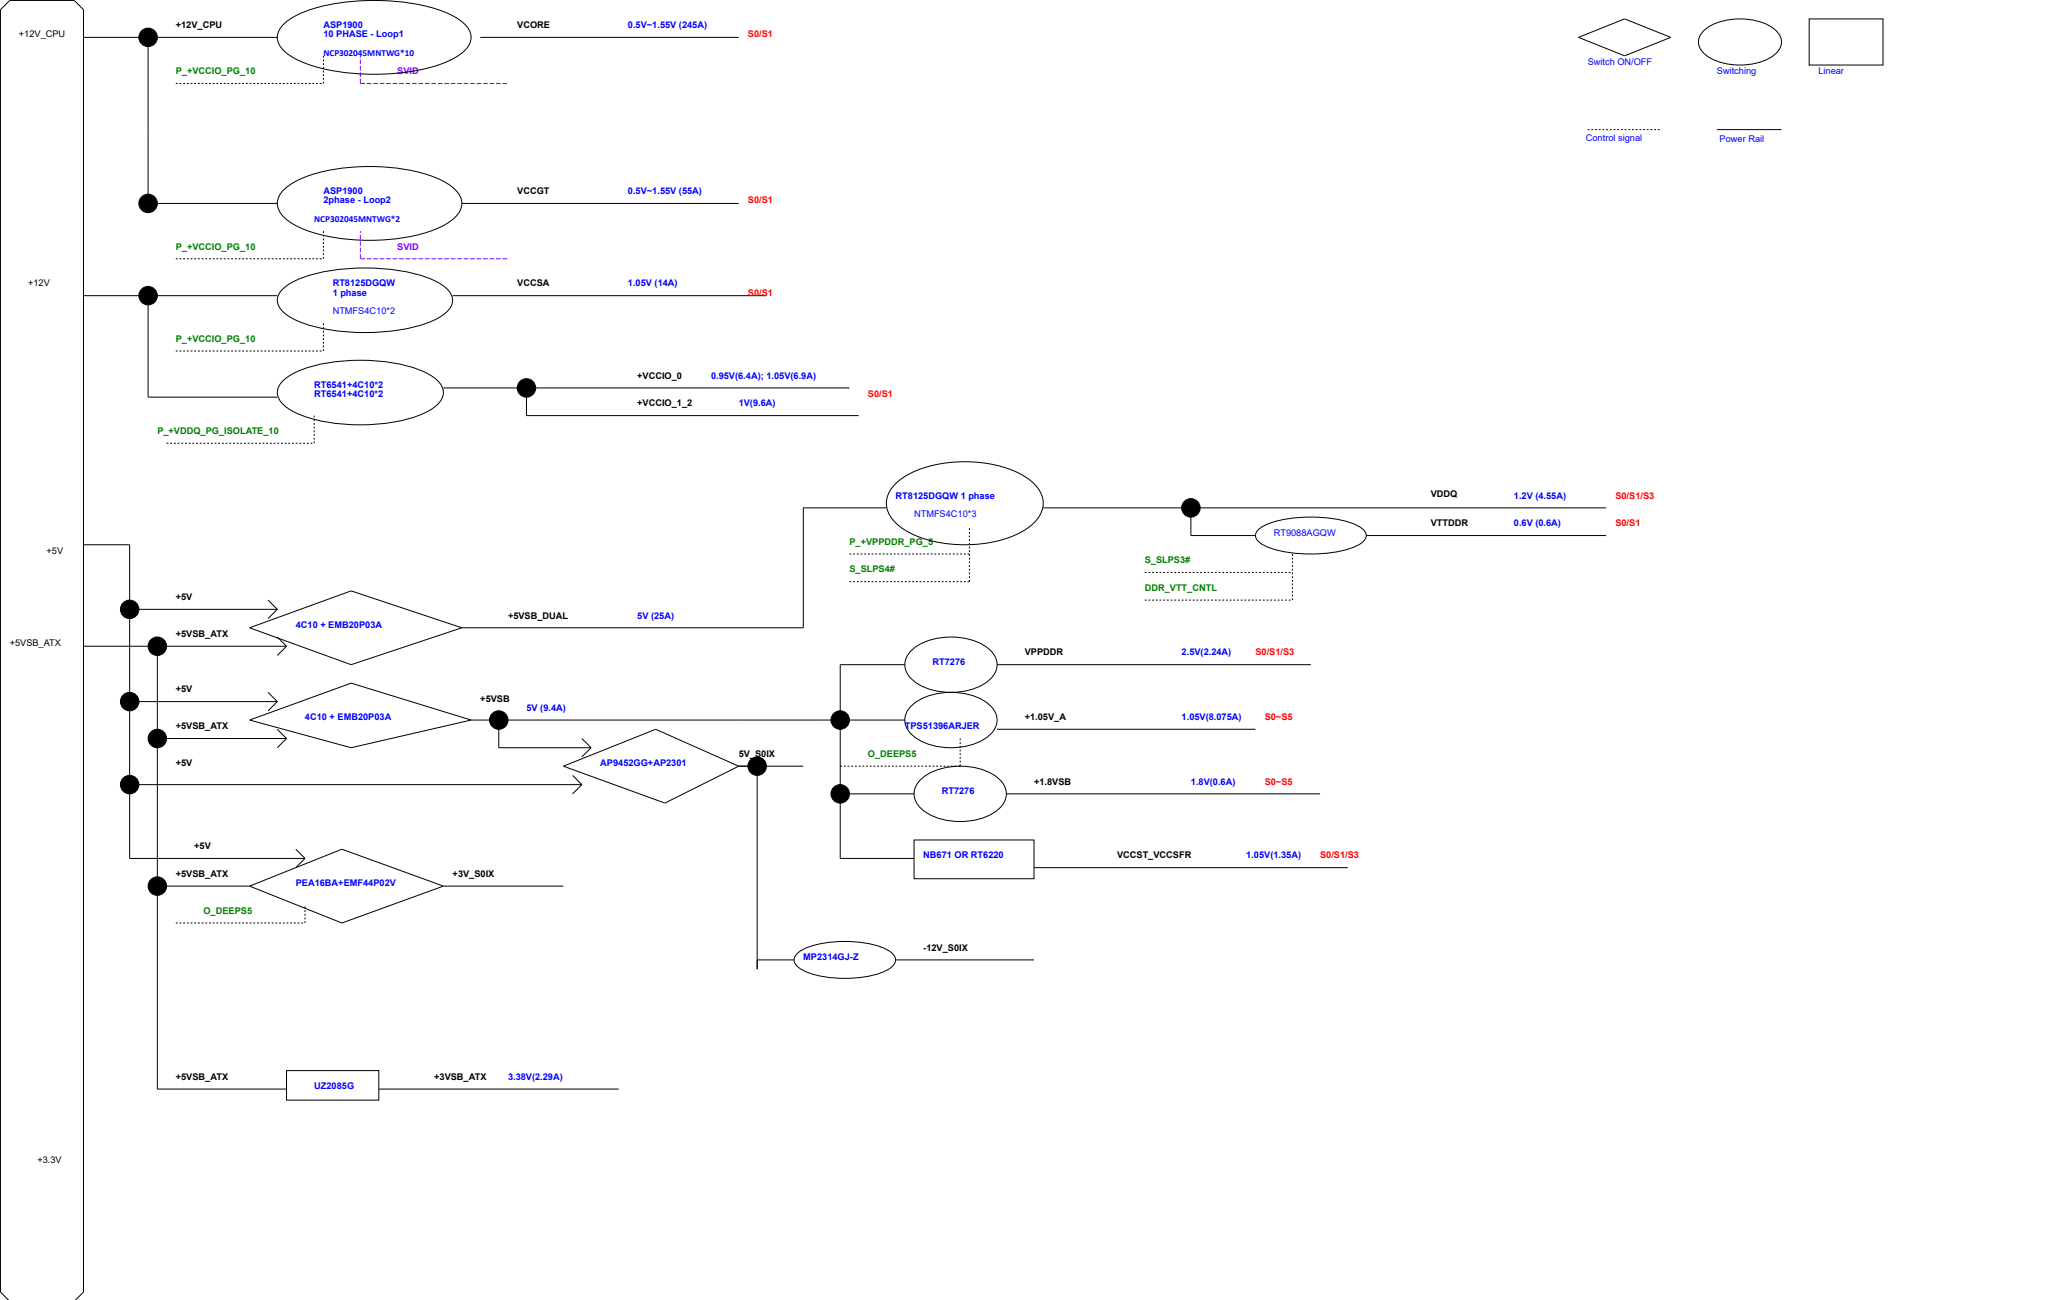 +12V_CPU
+12V_CPU
ASP1900
10 PHASE - Loop1
NCP302045MNTWG*10
VCORE
0.5V~1.55V (245A)
S0/S1
P_+VCCIO_PG_10
SVID
Switch ON/OFF
Switching
Linear
Control signal
Power Rail
ASP1900
2phase - Loop2
NCP302045MNTWG*2
VCCGT
0.5V~1.55V (55A)
S0/S1
P_+VCCIO_PG_10
SVID
+12V
RT8125DGQW
1 phase
NTMFS4C10*2
VCCSA
1.05V (14A)
S0/S1
P_+VCCIO_PG_10
RT6541+4C10*2
RT6541+4C10*2
+VCCIO_0
0.95V(6.4A); 1.05V(6.9A)
S0/S1
+VCCIO_1_2
1V(9.6A)
P_+VDDQ_PG_ISOLATE_10
RT8125DGQW 1 phase
NTMFS4C10*3
VDDQ
1.2V (4.55A)
S0/S1/S3
VTTDDR
0.6V (0.6A)
S0/S1
RT9088AGQW
P_+VPPDDR_PG_5
S_SLPS4#
S_SLPS3#
DDR_VTT_CNTL
+5V
+5V
4C10 + EMB20P03A
+5VSB_DUAL
5V (25A)
+5VSB_ATX
+5VSB_ATX
RT7276
VPPDDR
2.5V(2.24A)
S0/S1/S3
+5V
4C10 + EMB20P03A
+5VSB
5V (9.4A)
+5VSB_ATX
TPS51396ARJER
+1.05V_A
1.05V(8.075A)
S0~S5
O_DEEPS5
+5V
AP9452GG+AP2301
5V_S0IX
RT7276
+1.8VSB
1.8V(0.6A)
S0~S5
+5V
NB671 OR RT6220
VCCST_VCCSFR
1.05V(1.35A)
S0/S1/S3
+5VSB_ATX
PEA16BA+EMF44P02V
+3V_S0IX
O_DEEPS5
MP2314GJ-Z
-12V_S0IX
+5VSB_ATX
UZ2085G
+3VSB_ATX
3.38V(2.29A)
+3.3V